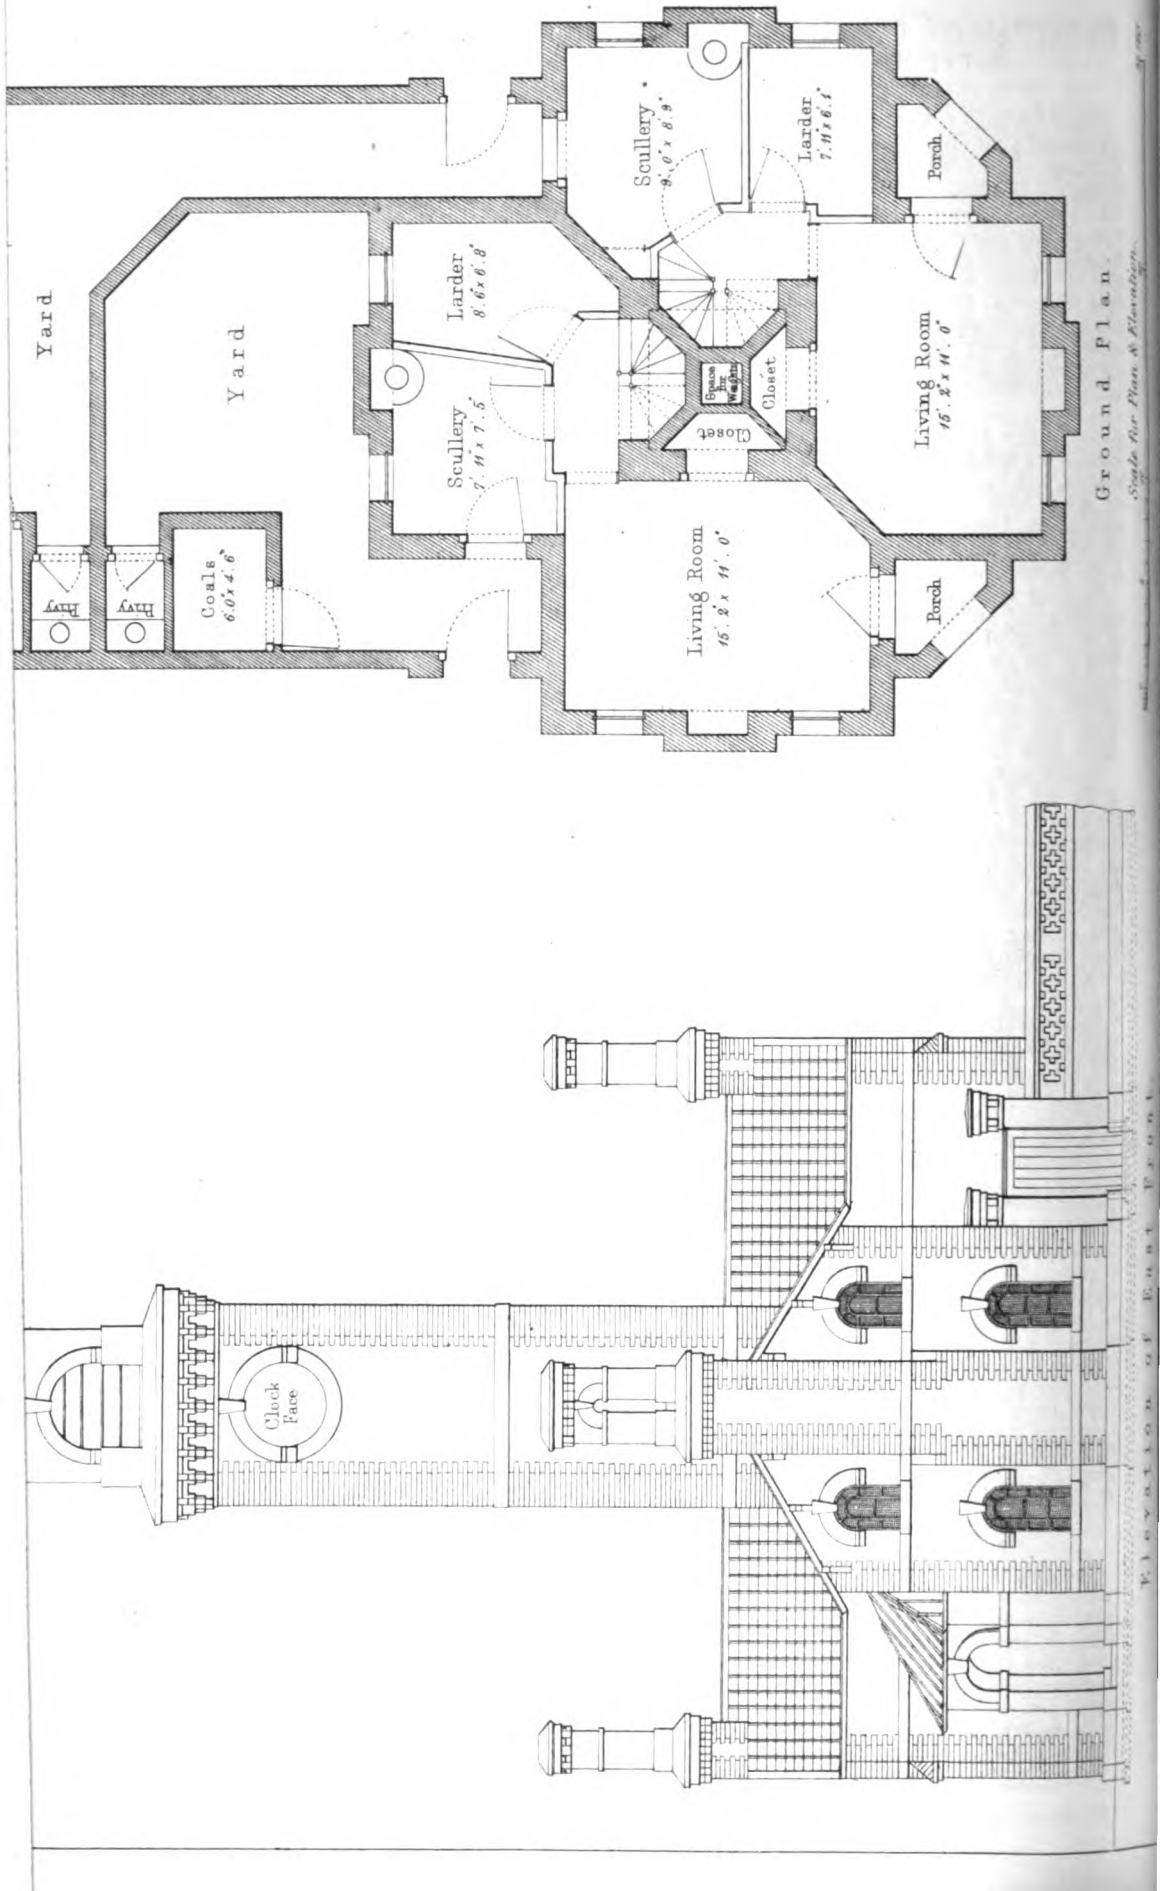 Yard
Yard
Privy
Privy
Coals
6'.0" x 4'.6"
Scullery
7'.11" x 7'.5"
Larder
8'.6" x 6'.8"
Scullery
9'.0" x 8'.9"
Larder
7'.11" x 6'.4"
Living Room
15'.2" x 11'.0"
Closet
Space
for
Weights
Closet
Living Room
15'.2" x 11'.0"
Porch
Porch
Ground Plan.
Scale for Plan & Elevation.
Clock
Face
Elevation of East Front